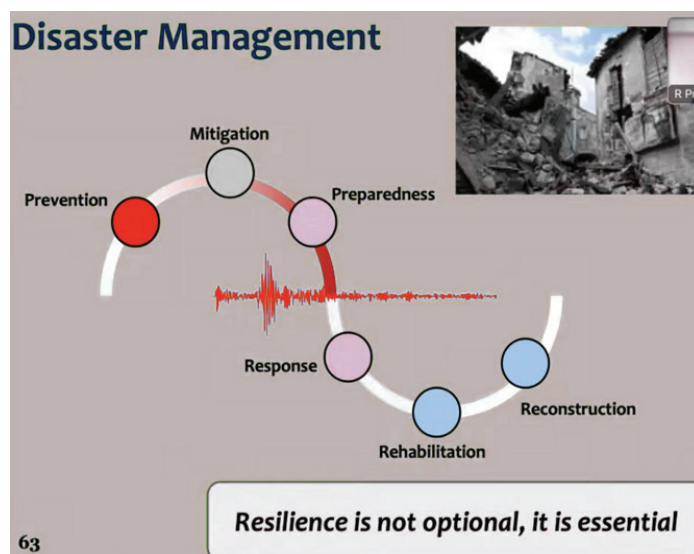 Disaster Management
R P
Mitigation
Prevention
Preparedness
Response
Reconstruction
Rehabilitation
Resilience is not optional, it is essential
63